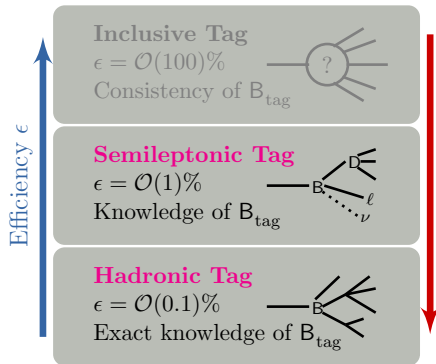 Inclusive Tag
ϵ = 𝒪(100)%
Consistency of B_tag
?
Semileptonic Tag
ϵ = 𝒪(1)%
Knowledge of B_tag
B
D
ℓ
ν
Hadronic Tag
ϵ = 𝒪(0.1)%
Exact knowledge of B_tag
B
Efficiency ϵ